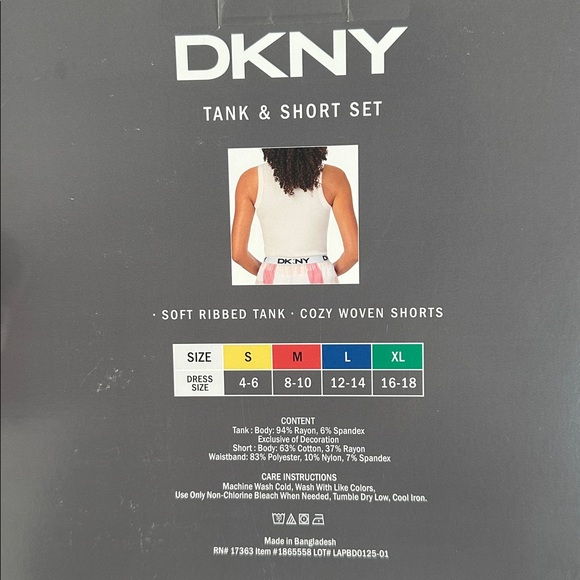 DKNY
TANK & SHORT SET
DKNY
· SOFT RIBBED TANK · COZY WOVEN SHORTS
SIZE S M L XL
DRESS SIZE 4-6 8-10 12-14 16-18
CONTENT
Tank : Body: 94% Rayon, 6% Spandex
Exclusive of Decoration
Short : Body: 63% Cotton, 37% Rayon
Waistband: 83% Polyester, 10% Nylon, 7% Spandex
CARE INSTRUCTIONS
Machine Wash Cold, Wash With Like Colors,
Use Only Non-Chlorine Bleach When Needed, Tumble Dry Low, Cool Iron.
Made in Bangladesh
RN# 17363 Item #1865558 LOT# LAPBD0125-01